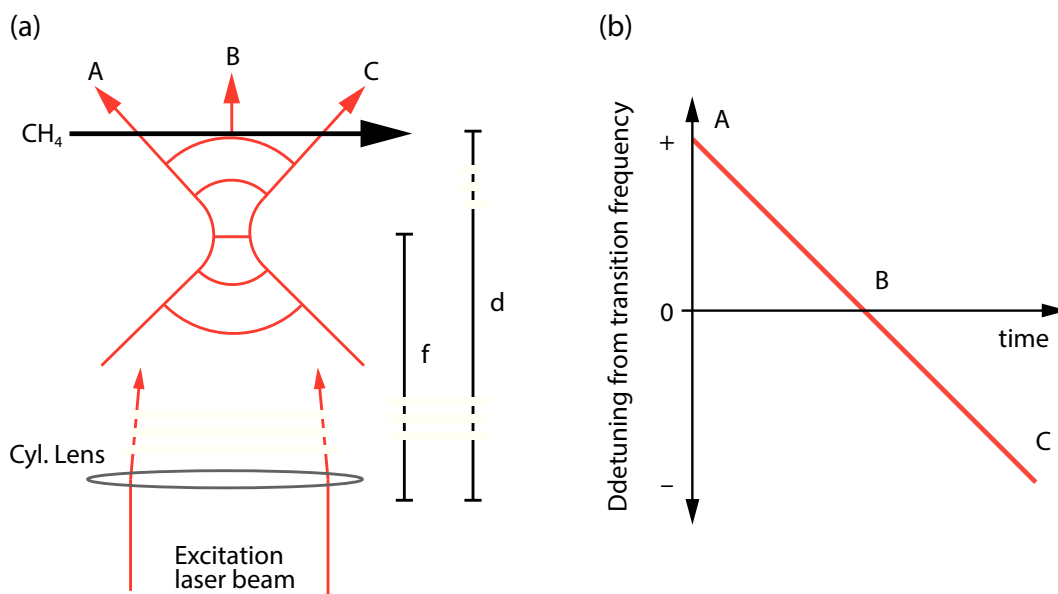 (a)
A
B
C
CH₄
d
f
Cyl. Lens
Excitation
laser beam
(b)
Ddetuning from transition frequency
+
0
−
A
B
C
time